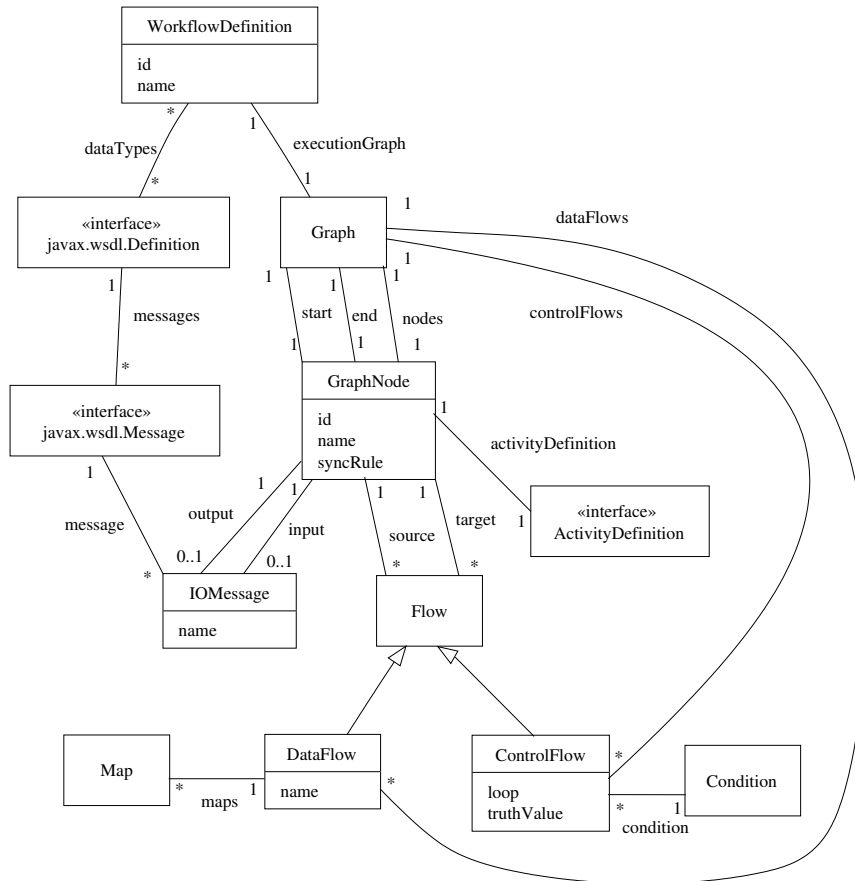 WorkflowDefinition
id
name
*
1
dataTypes
executionGraph
*
1
1
«interface»
javax.wsdl.Definition
Graph
dataFlows
1
1
1
1
1
messages
start
end
nodes
controlFlows
*
1
1
1
GraphNode
«interface»
javax.wsdl.Message
id
name
syncRule
1
activityDefinition
1
1
1
1
1
output
input
source
target
1
«interface»
ActivityDefinition
message
*
0..1
0..1
*
*
IOMessage
name
Flow
Map
DataFlow
name
ControlFlow
loop
truthValue
Condition
*
maps
1
*
*
*
condition
1